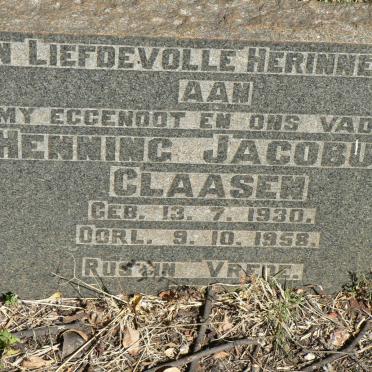 N LIEFDEVOLLE HERINNE
AAN
MY EGGENOOT EN ONS VAD
HENNING JACOBU
CLAASEN
GEB. 13. 7. 1930.
OORL. 9. 10. 1958.
RUS IN VREDE.